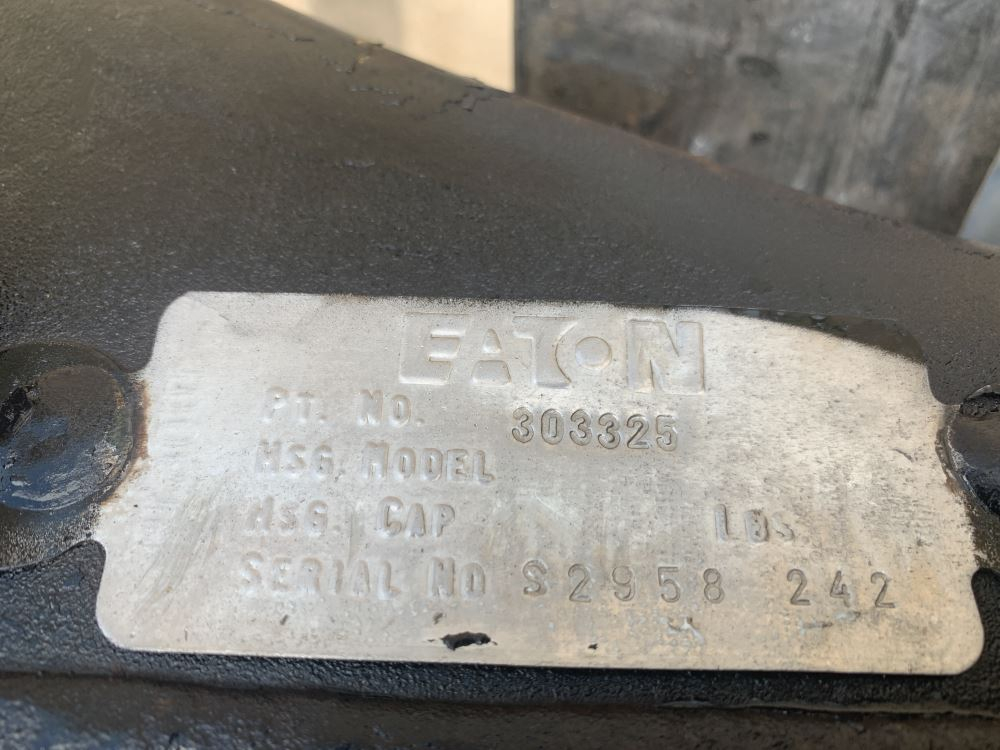 EATON
PT. NO. 303325
HSG. MODEL
HSG. CAP LBS.
SERIAL NO S2958 242